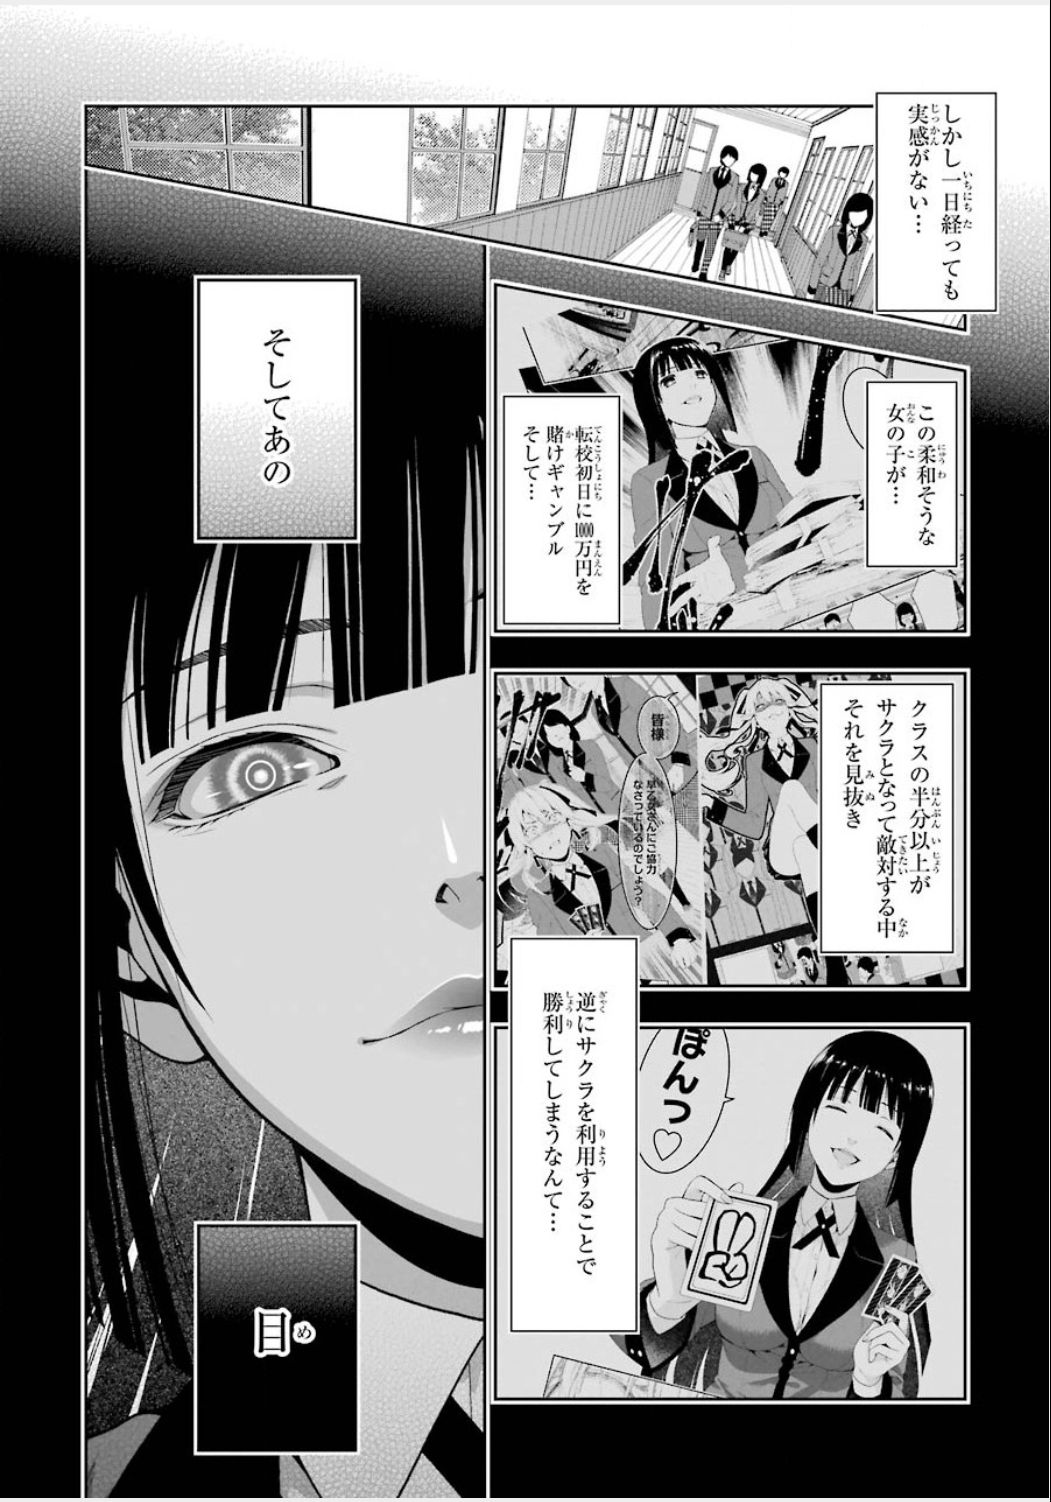 しかし一日経っても
実感がない…
この柔和そうな
女の子が…
転校初日に1000万円を
賭けギャンブル
そして…
クラスの半分以上が
サクラとなって敵対する中
それを見抜き
皆様
早乙女さんにご協力
なさっているのでしょう?
逆にサクラを利用することで
勝利してしまうなんて…
ぽんっ♡
そしてあの
目